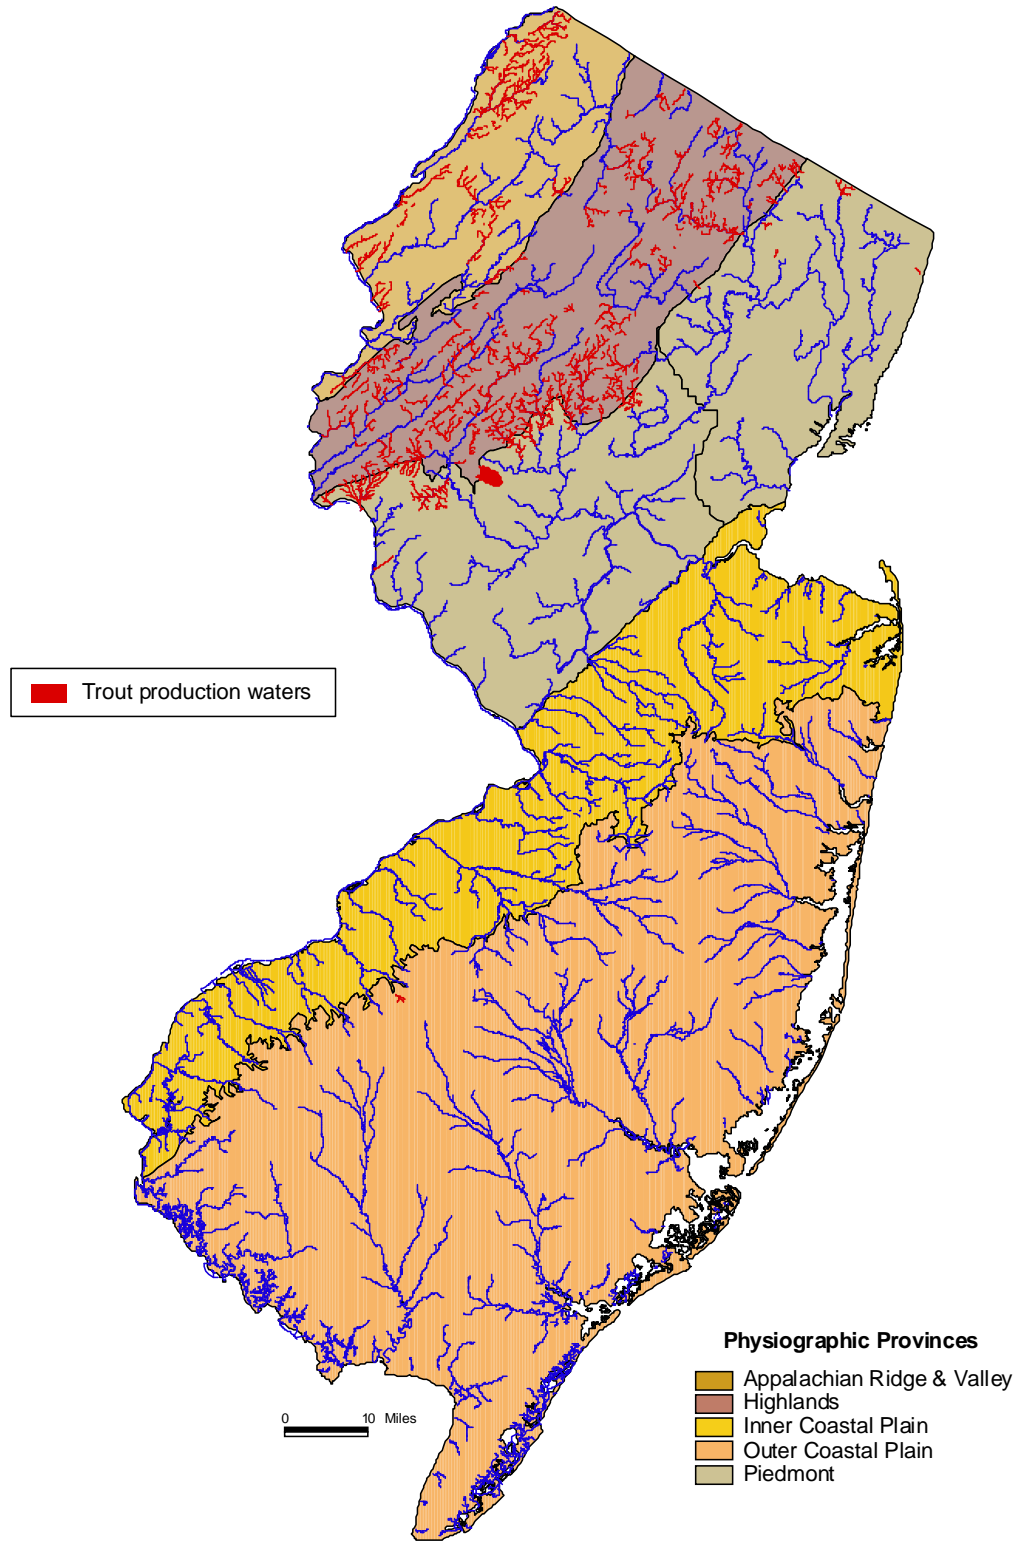 Trout production waters
Physiographic Provinces
Appalachian Ridge & Valley
Highlands
Inner Coastal Plain
Outer Coastal Plain
Piedmont
0 10 Miles